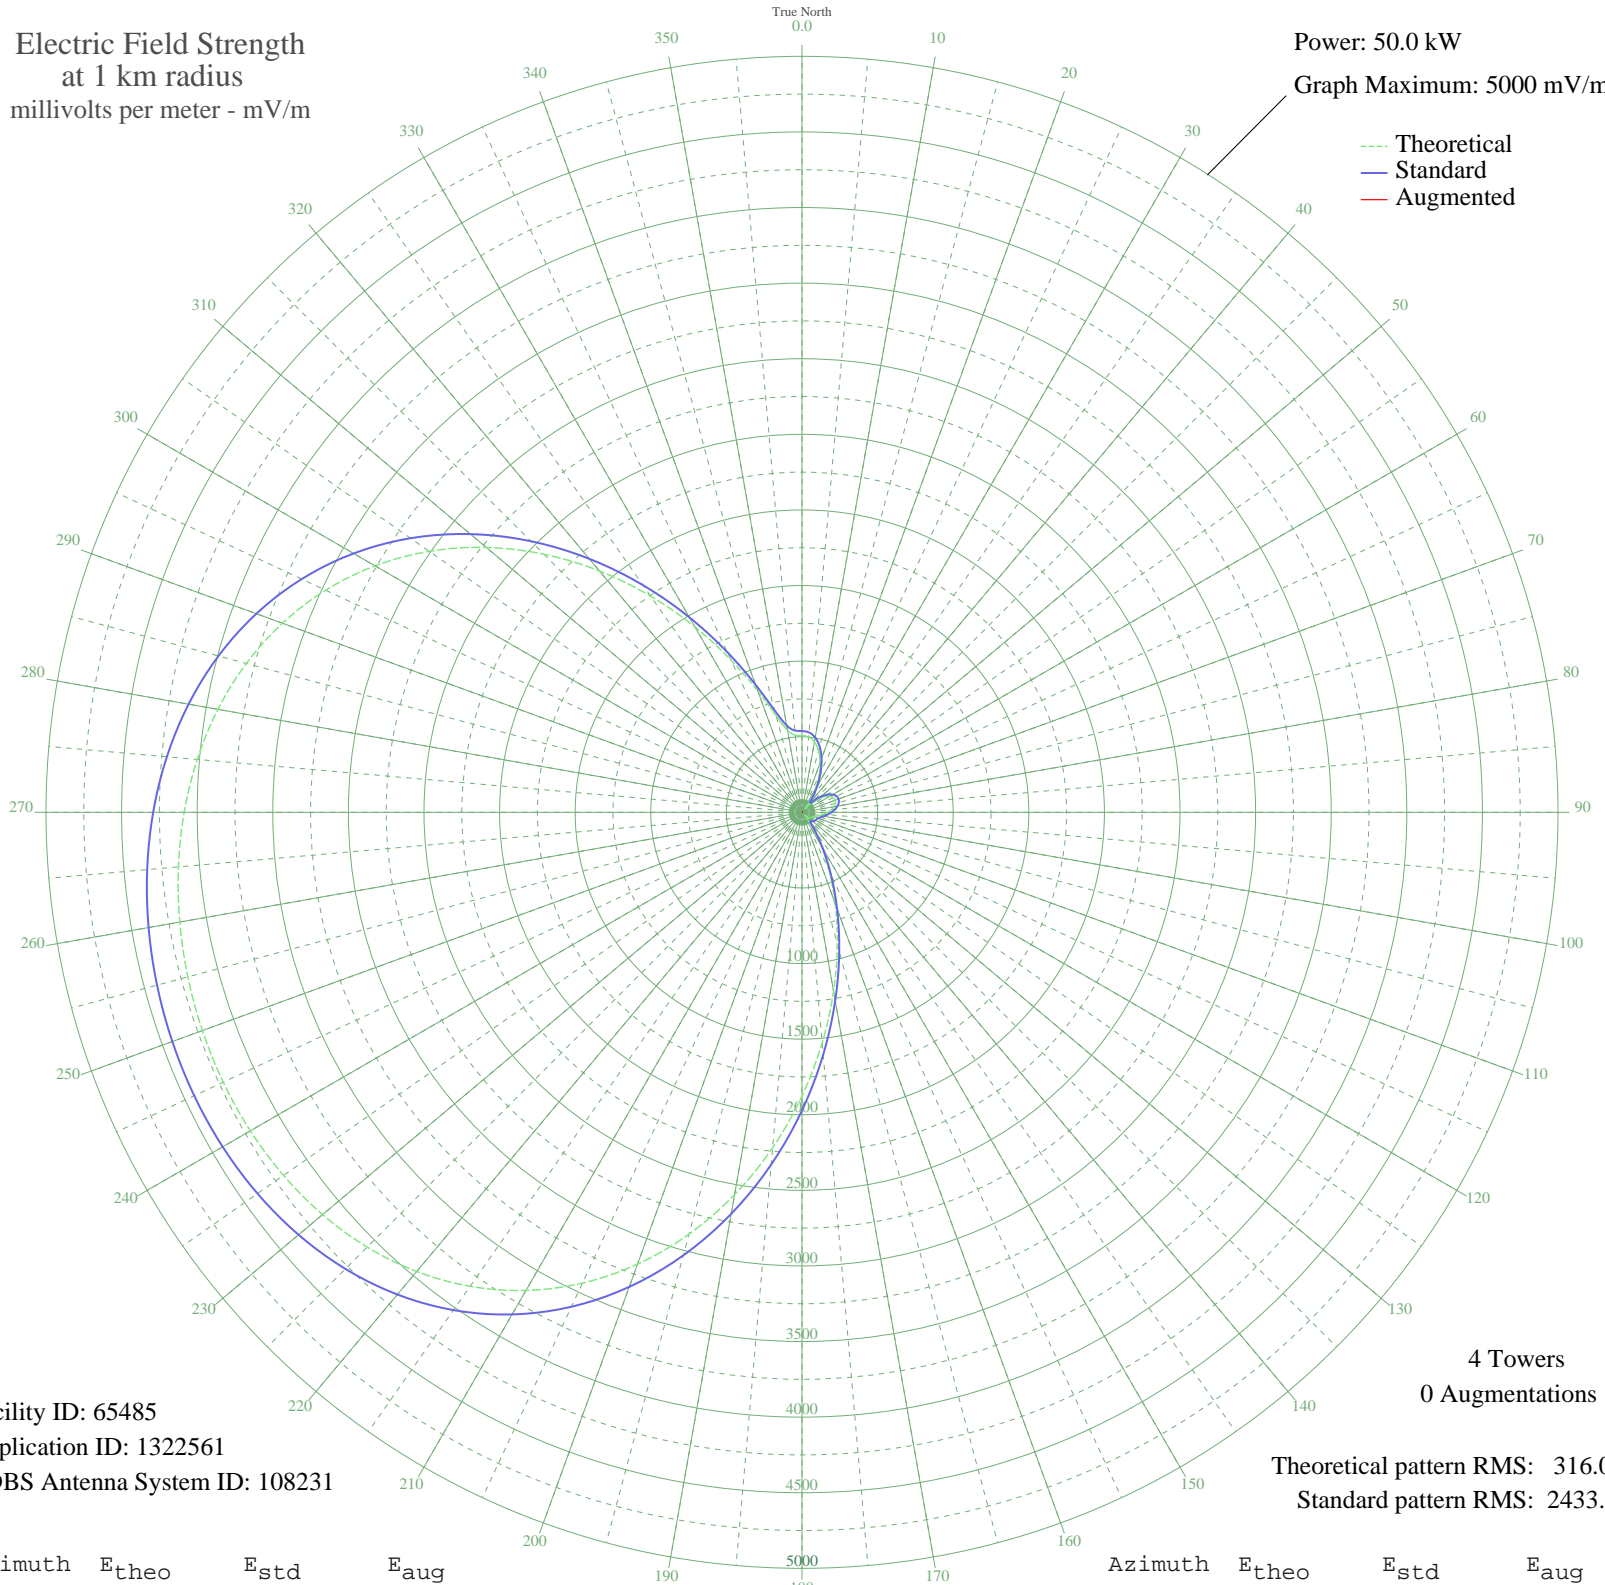 True North
0.0
Electric Field Strength
at 1 km radius
millivolts per meter - mV/m
Power: 50.0 kW
Graph Maximum: 5000 mV/m
Theoretical
Standard
Augmented
350
10
340
20
330
30
320
40
310
50
300
60
290
70
280
80
270
90
260
100
250
110
240
120
230
130
220
140
210
150
200
160
190
170
1000
1500
2000
2500
3000
3500
4000
4500
5000
4 Towers
0 Augmentations
cility ID: 65485
plication ID: 1322561
DBS Antenna System ID: 108231
Theoretical pattern RMS: 316.0
Standard pattern RMS: 2433.
imuth Etheo Estd Eaug
Azimuth Etheo Estd Eaug